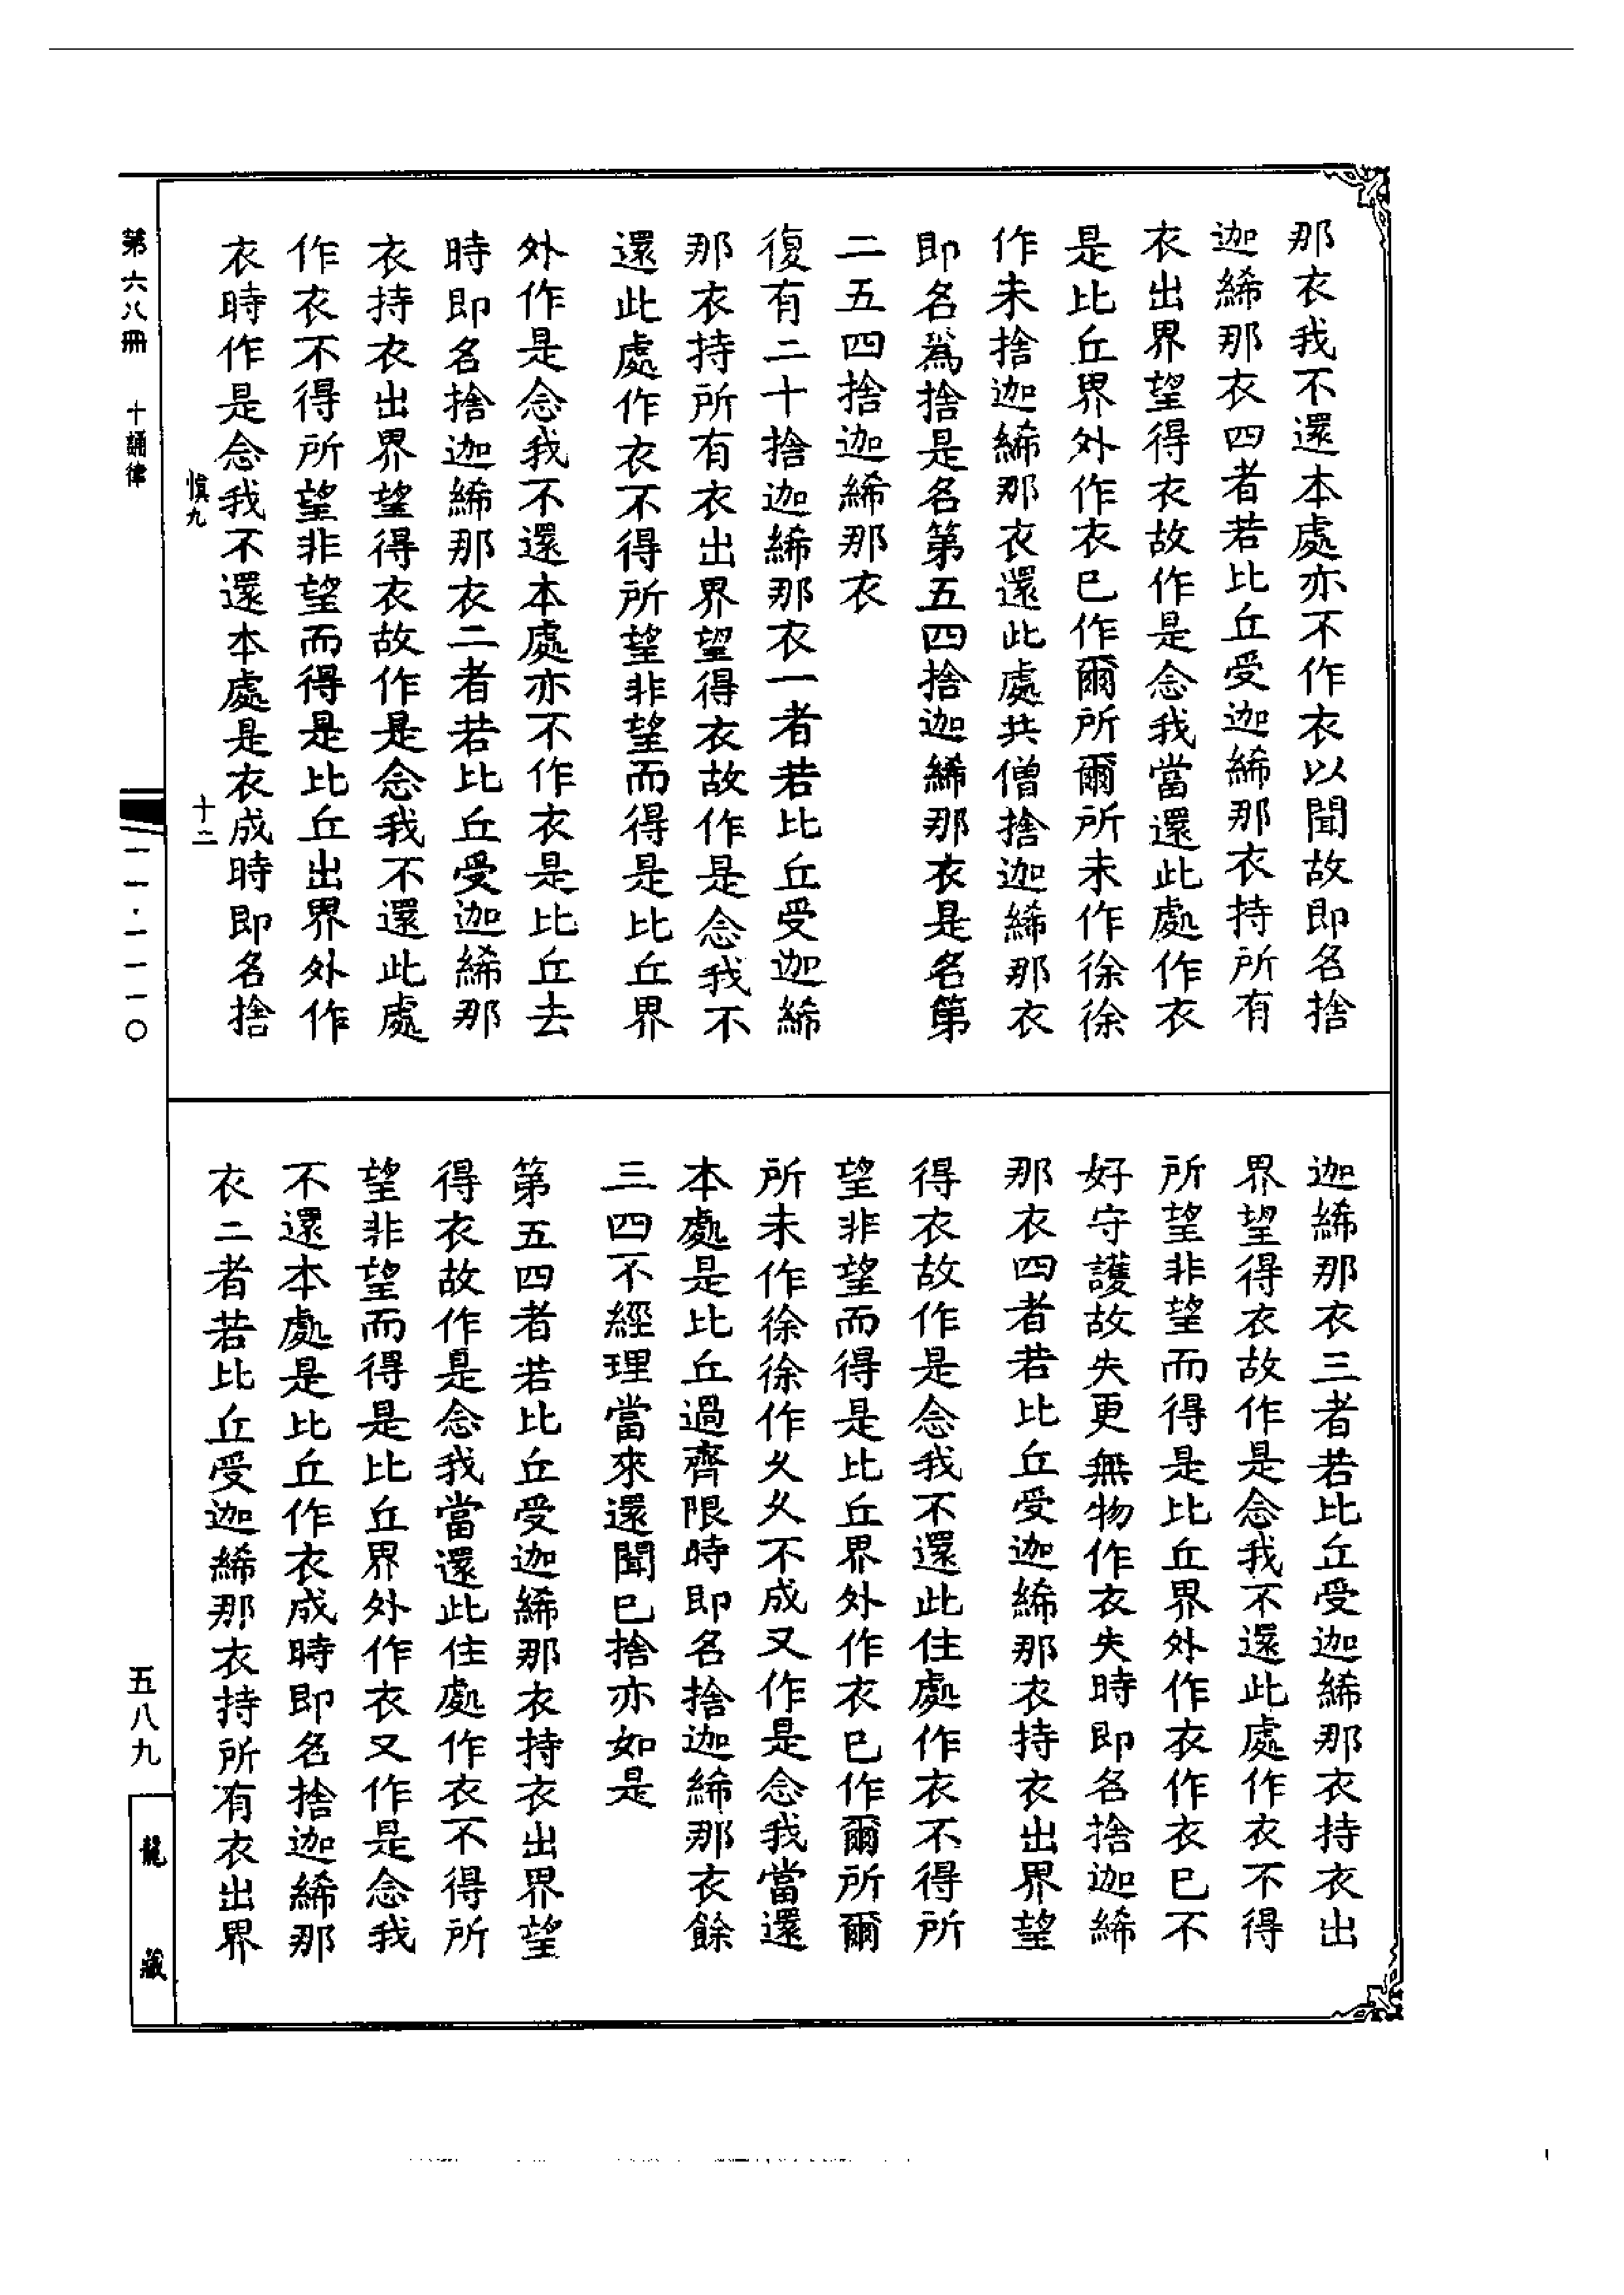 那衣我不還本處亦不作衣以聞故即名捨
迦絺那衣四者若比丘受迦絺那衣持所有
衣出界望得衣故作是念我當還此處作衣
是比丘界外作衣已作爾所爾所未作徐徐
作未捨迦絺那衣還此處共僧捨迦絺那衣
即名為捨是名第五四捨迦絺那衣是名第
二五四捨迦絺那衣
復有二十捨迦絺那衣一者若比丘受迦絺
那衣持所有衣出界望得衣故作是念我不
還此處作衣不得所望非望而得是比丘界
外作是念我不還本處亦不作衣是比丘去
時即名捨迦絺那衣二者若比丘受迦絺那
衣持衣出界望得衣故作是念我不還此處
作衣不得所望非望而得是比丘出界外作
衣時作是念我不還本處是衣成時即名捨
迦絺那衣三者若比丘受迦絺那衣持衣出
界望得衣故作是念我不還此處作衣不得
所望非望而得是比丘界外作衣作衣已不
好守護故失更無物作衣失時即名捨迦絺
那衣四者若比丘受迦絺那衣持衣出界望
得衣故作是念我不還此住處作衣不得所
望非望而得是比丘界外作衣已作爾所爾
所未作徐徐作久久不成又作是念我當還
本處是比丘過齊限時即名捨迦絺那衣餘
三四不經理當來還聞已捨亦如是
第五四者若比丘受迦絺那衣持衣出界望
得衣故作是念我當還此住處作衣不得所
望非望而得是比丘界外作衣又作是念我
不還本處是比丘作衣成時即名捨迦絺那
衣二者若比丘受迦絺那衣持所有衣出界
慎九
十二
第六八冊 十誦律
一一·一一一〇
五八九
龍藏